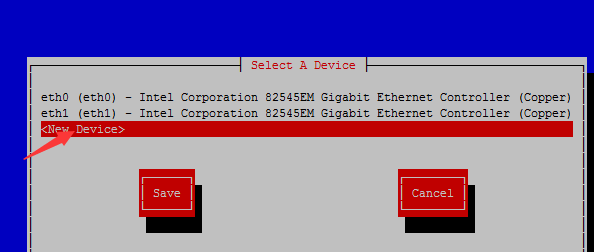 Select A Device
eth0 (eth0) - Intel Corporation 82545EM Gigabit Ethernet Controller (Copper)
eth1 (eth1) - Intel Corporation 82545EM Gigabit Ethernet Controller (Copper)
<New Device>
Save Cancel